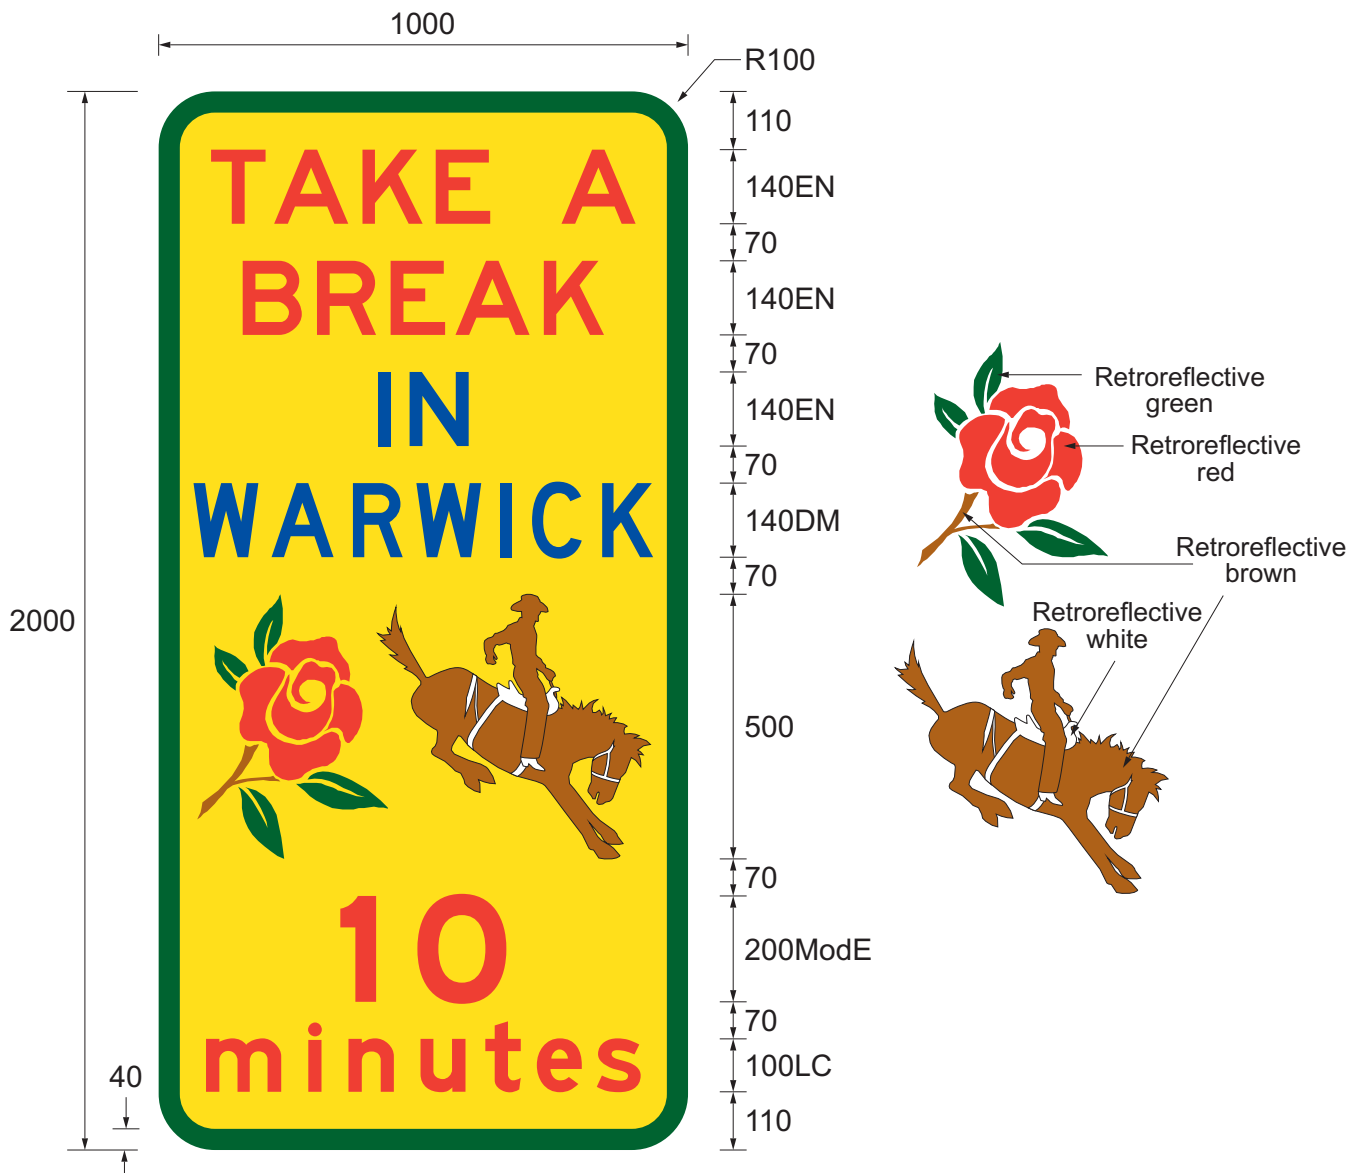 1000
R100
110
TAKE A
140EN
70
BREAK
140EN
70
IN
140EN
70
WARWICK
140DM
70
2000
500
70
10
200ModE
70
minutes
100LC
40
110
Retroreflective
green
Retroreflective
red
Retroreflective
brown
Retroreflective
white